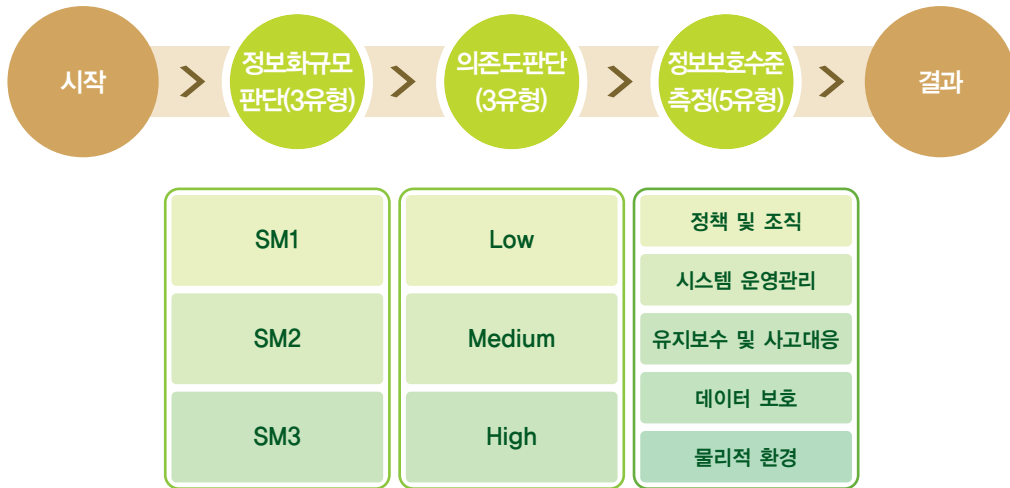 시작
정보화규모
판단(3유형)
의존도판단
(3유형)
정보보호수준
측정(5유형)
결과
SM1
SM2
SM3
Low
Medium
High
정책 및 조직
시스템 운영관리
유지보수 및 사고대응
데이터 보호
물리적 환경